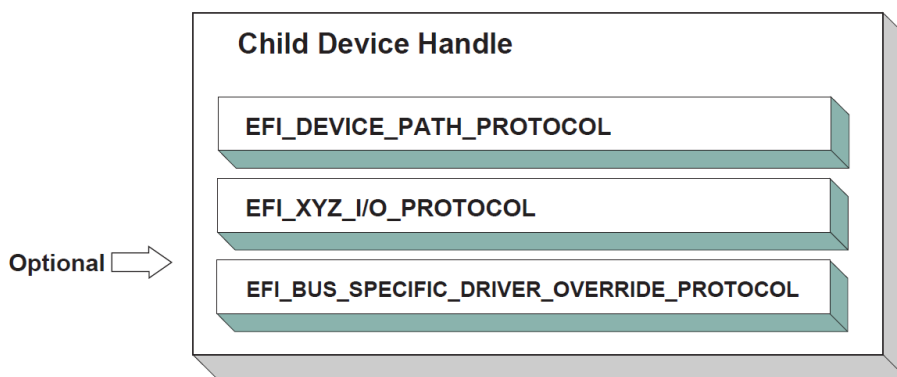 Child Device Handle
EFI_DEVICE_PATH_PROTOCOL
EFI_XYZ_I/O_PROTOCOL
Optional
EFI_BUS_SPECIFIC_DRIVER_OVERRIDE_PROTOCOL